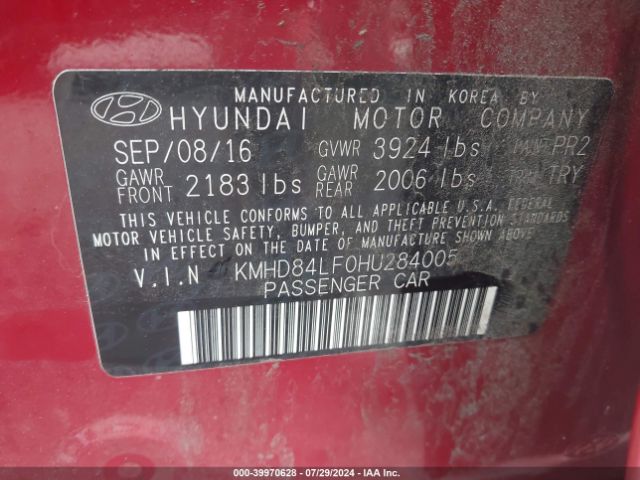 MANUFACTURED IN KOREA BY
HYUNDAI MOTOR COMPANY
SEP/08/16 GVWR 3924 lbs PAINT PR2
GAWR FRONT 2183 lbs GAWR REAR 2006 lbs TRIM TRY
THIS VEHICLE CONFORMS TO ALL APPLICABLE U.S.A. FEDERAL
MOTOR VEHICLE SAFETY, BUMPER, AND THEFT PREVENTION STANDARDS
IN EFFECT ON THE DATE OF MANUFACTURE SHOWN ABOVE.
V.I.N KMHD84LF0HU284005
PASSENGER CAR
000-39970628 - 07/29/2024 - IAA Inc.